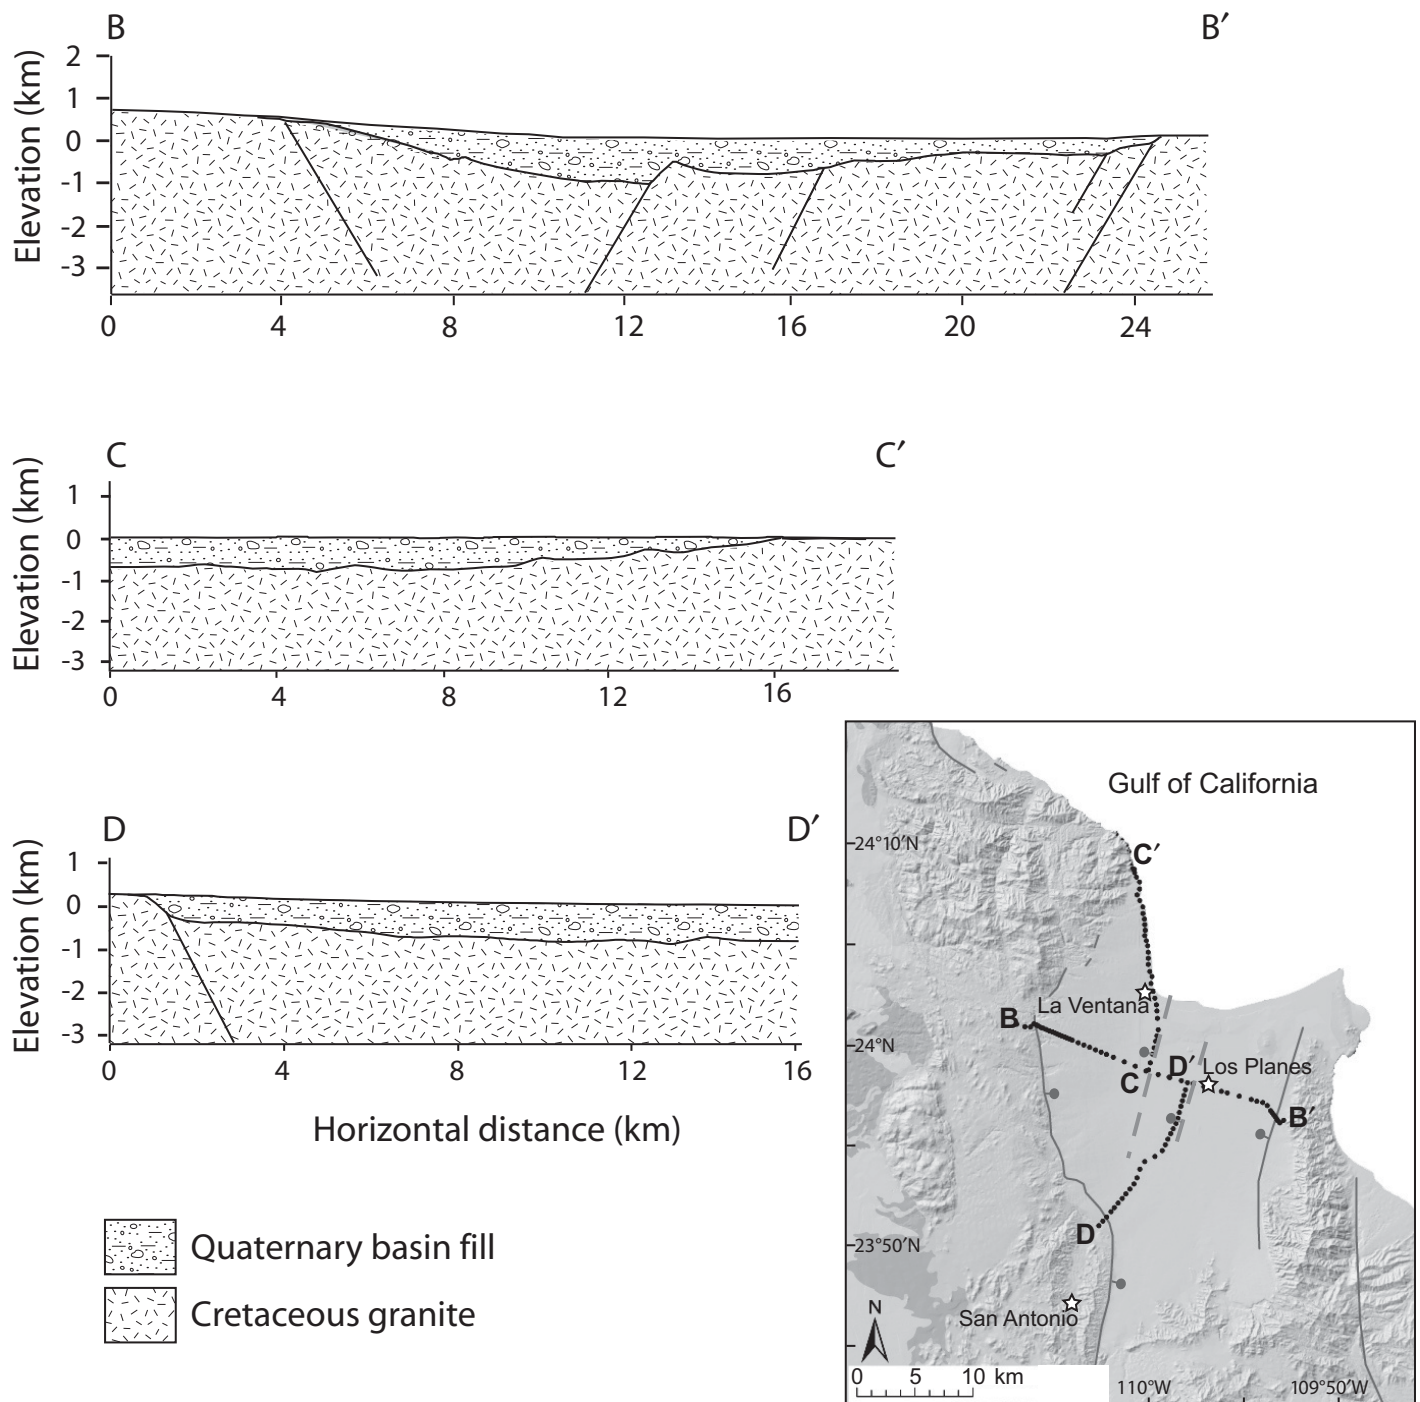 B B′
Elevation (km)
2
1
0
-1
-2
-3
0 4 8 12 16 20 24
C C′
Elevation (km)
1
0
-1
-2
-3
0 4 8 12 16
D D′
Elevation (km)
1
0
-1
-2
-3
0 4 8 12 16
Horizontal distance (km)
Quaternary basin fill
Cretaceous granite
Gulf of California
24°10′N
C′
La Ventana
B
24°N
D′ Los Planes
C
B′
D
23°50′N
N
San Antonio
0 5 10 km
110°W 109°50′W